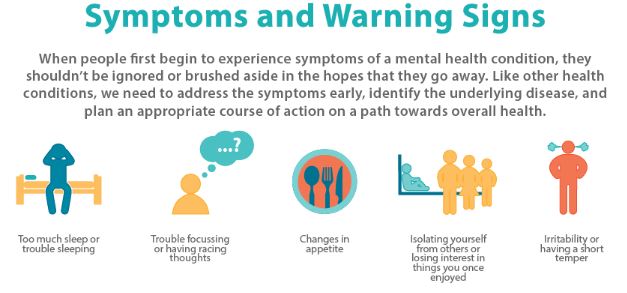 Symptoms and Warning Signs
When people first begin to experience symptoms of a mental health condition, they
shouldn't be ignored or brushed aside in the hopes that they go away. Like other health
conditions, we need to address the symptoms early, identify the underlying disease, and
plan an appropriate course of action on a path towards overall health.
...?
Too much sleep or
trouble sleeping
Trouble focussing
or having racing
thoughts
Changes in
appetite
Isolating yourself
from others or
losing interest in
things you once
enjoyed
Irritability or
having a short
temper